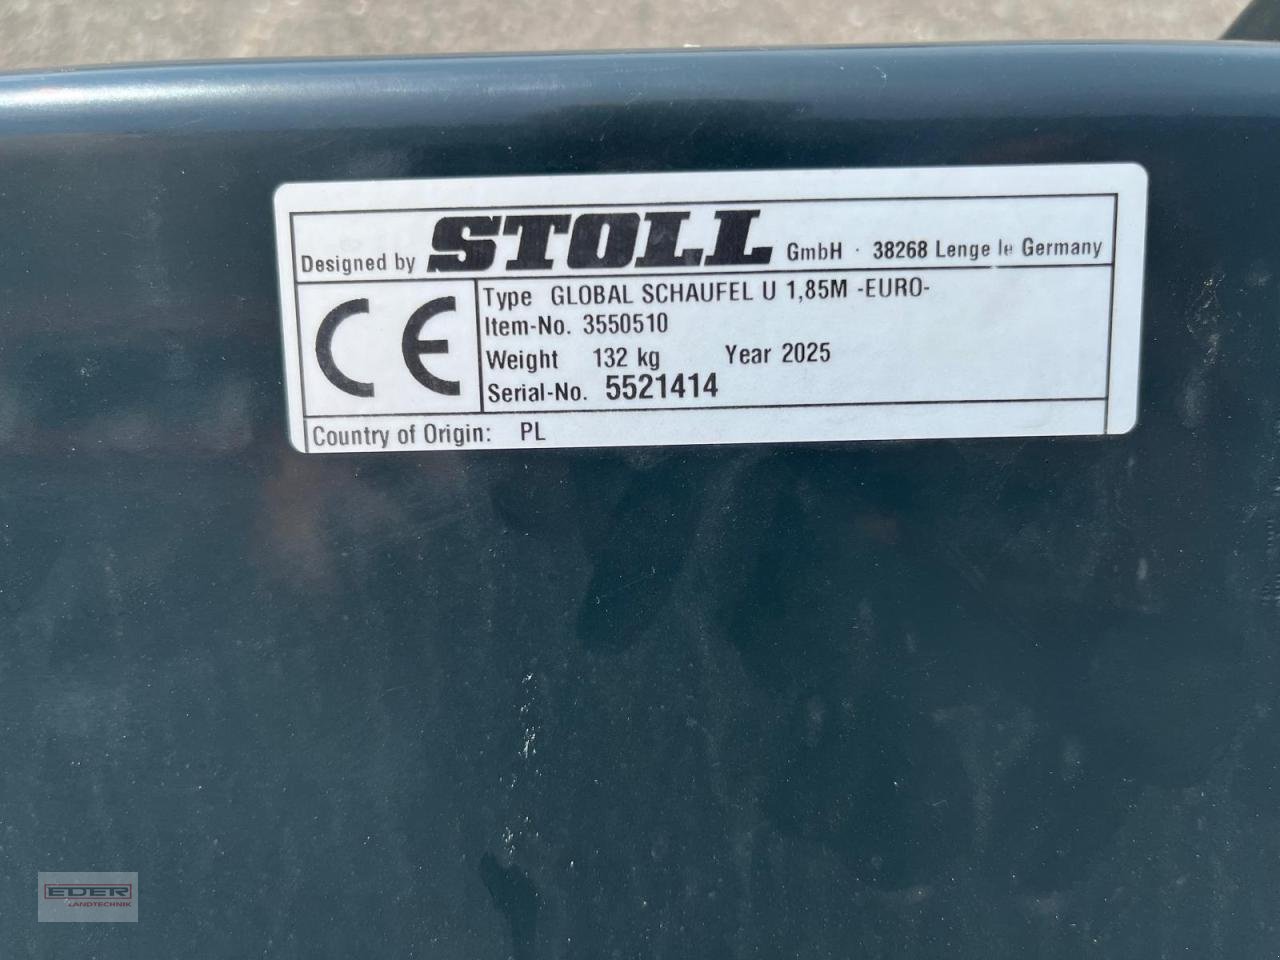 Designed by STOLL GmbH · 38268 Lenge le Germany
CE
Type GLOBAL SCHAUFEL U 1,85M -EURO-
Item-No. 3550510
Weight 132 kg Year 2025
Serial-No. 5521414
Country of Origin: PL
EDER
LANDTECHNIK